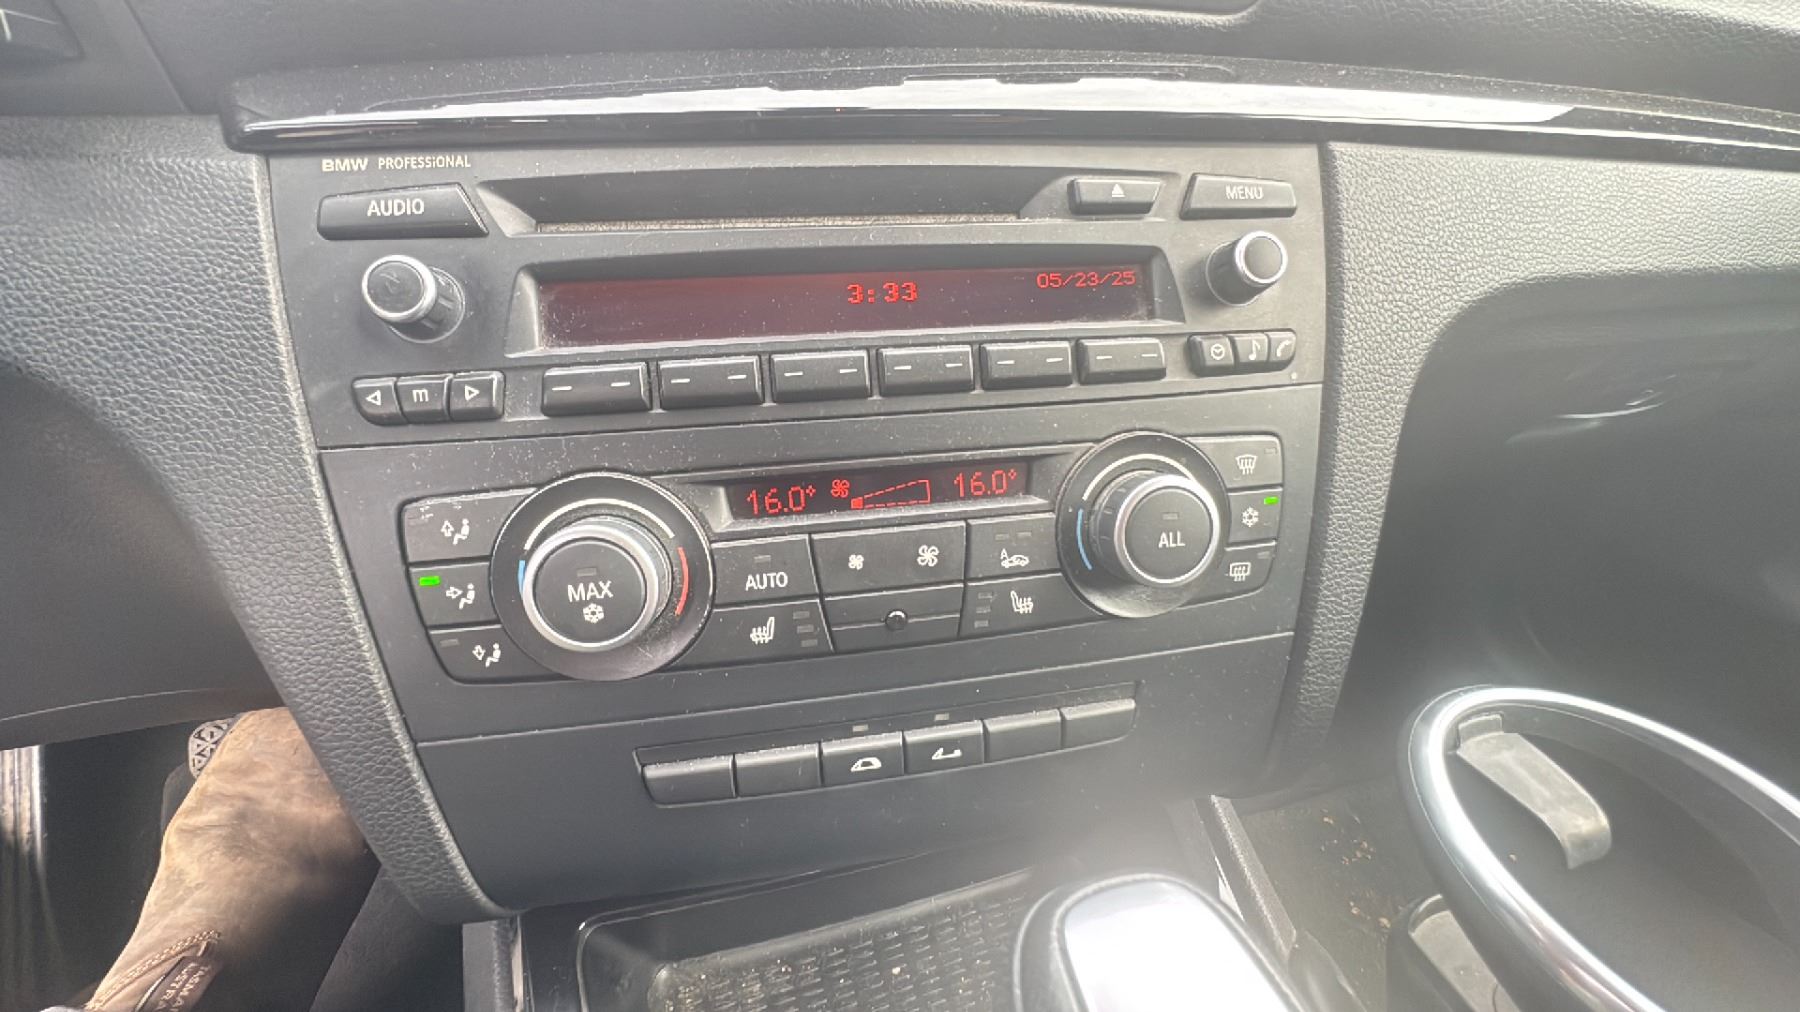 BMW PROFESSIONAL
AUDIO
MENU
3:33
05/23/25
m
16.0°
16.0°
MAX
AUTO
A
ALL